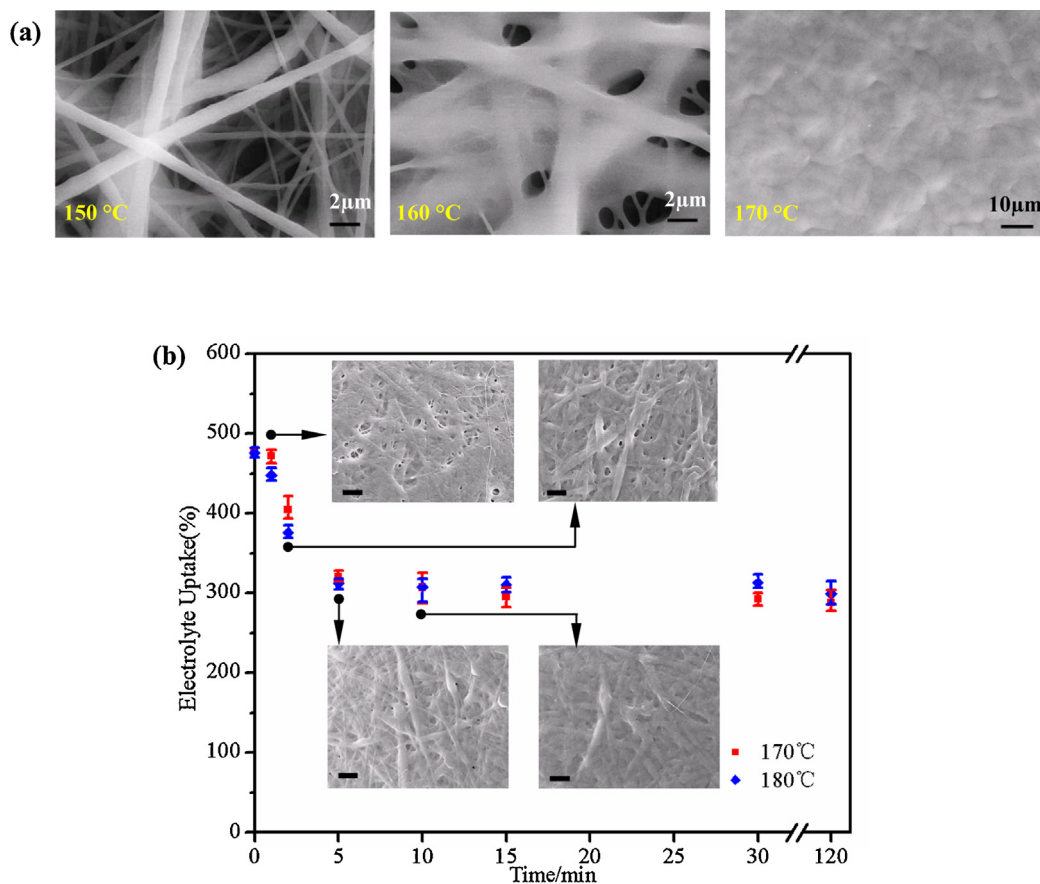 (a)
150 °C
2µm
160 °C
2µm
170 °C
10µm
(b)
600
500
400
300
200
100
0
Electrolyte Uptake(%)
170℃
180℃
0 5 10 15 20 25 30 120
Time/min